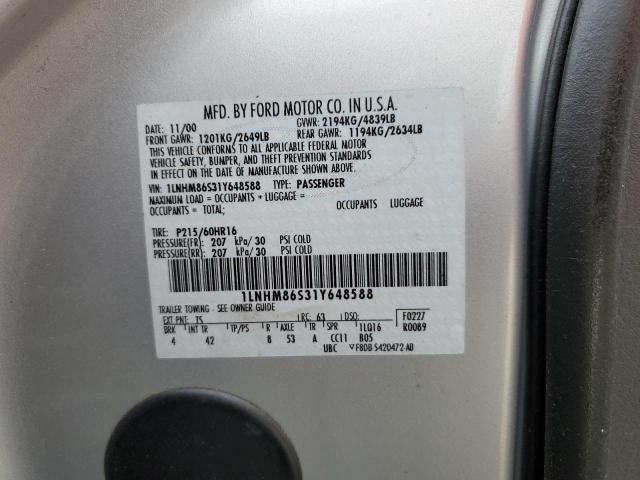 MFD. BY FORD MOTOR CO. IN U.S.A.
DATE: 11/00 GVWR: 2194KG/4839LB
FRONT GAWR: 1201KG/2649LB REAR GAWR: 1194KG/2634LB
THIS VEHICLE CONFORMS TO ALL APPLICABLE FEDERAL MOTOR
VEHICLE SAFETY, BUMPER, AND THEFT PREVENTION STANDARDS
IN EFFECT ON THE DATE OF MANUFACTURE SHOWN ABOVE.
VIN: 1LNHM86S31Y648588 TYPE: PASSENGER
MAXIMUM LOAD = OCCUPANTS + LUGGAGE = OCCUPANTS LUGGAGE
OCCUPANTS = TOTAL;
TIRE: P215/60HR16
PRESSURE(FR) 207 kPa/30 PSI COLD
PRESSURE(RR) 207 kPa/30 PSI COLD
1LNHM86S31Y648588
TRAILER TOWING - SEE OWNER GUIDE
EXT PNT: TS RC: 63 DSO: F0227
BRK INT TR TP/PS R AXLE TR SPR 1LQ16 R0089
4 42 8 53 A CC11 B05
UBC F8DB-5420472-AB